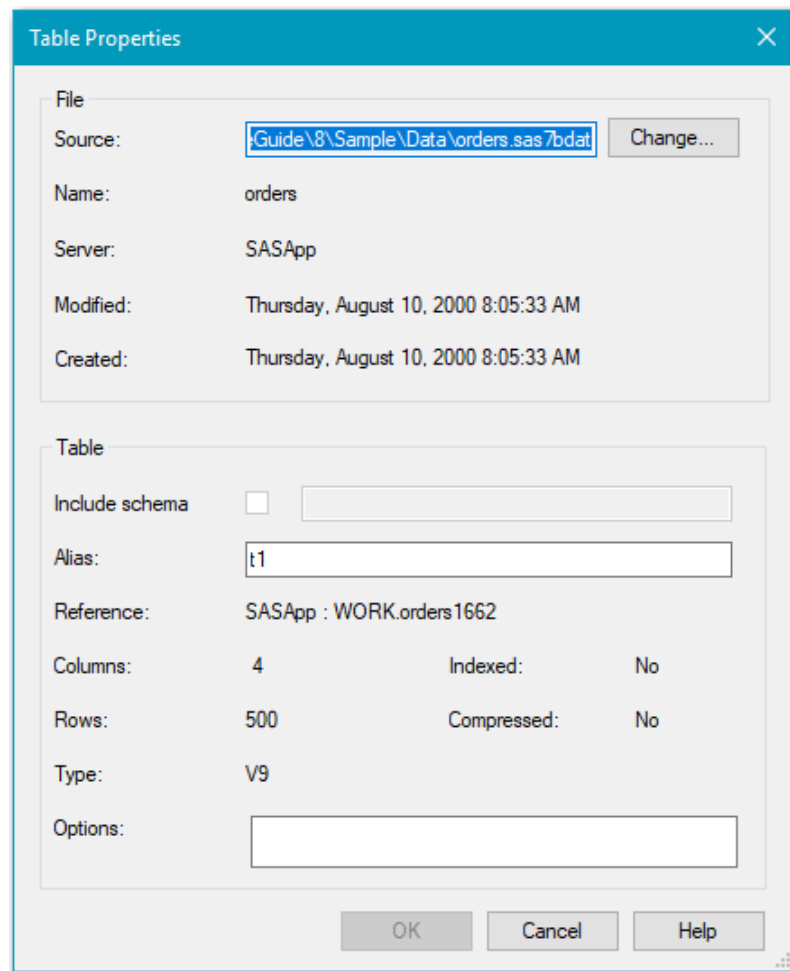 Table Properties
File
Source: eGuide\8\Sample\Data\orders.sas7bdat Change...
Name: orders
Server: SASApp
Modified: Thursday, August 10, 2000 8:05:33 AM
Created: Thursday, August 10, 2000 8:05:33 AM
Table
Include schema
Alias: t1
Reference: SASApp : WORK.orders1662
Columns: 4 Indexed: No
Rows: 500 Compressed: No
Type: V9
Options:
OK Cancel Help